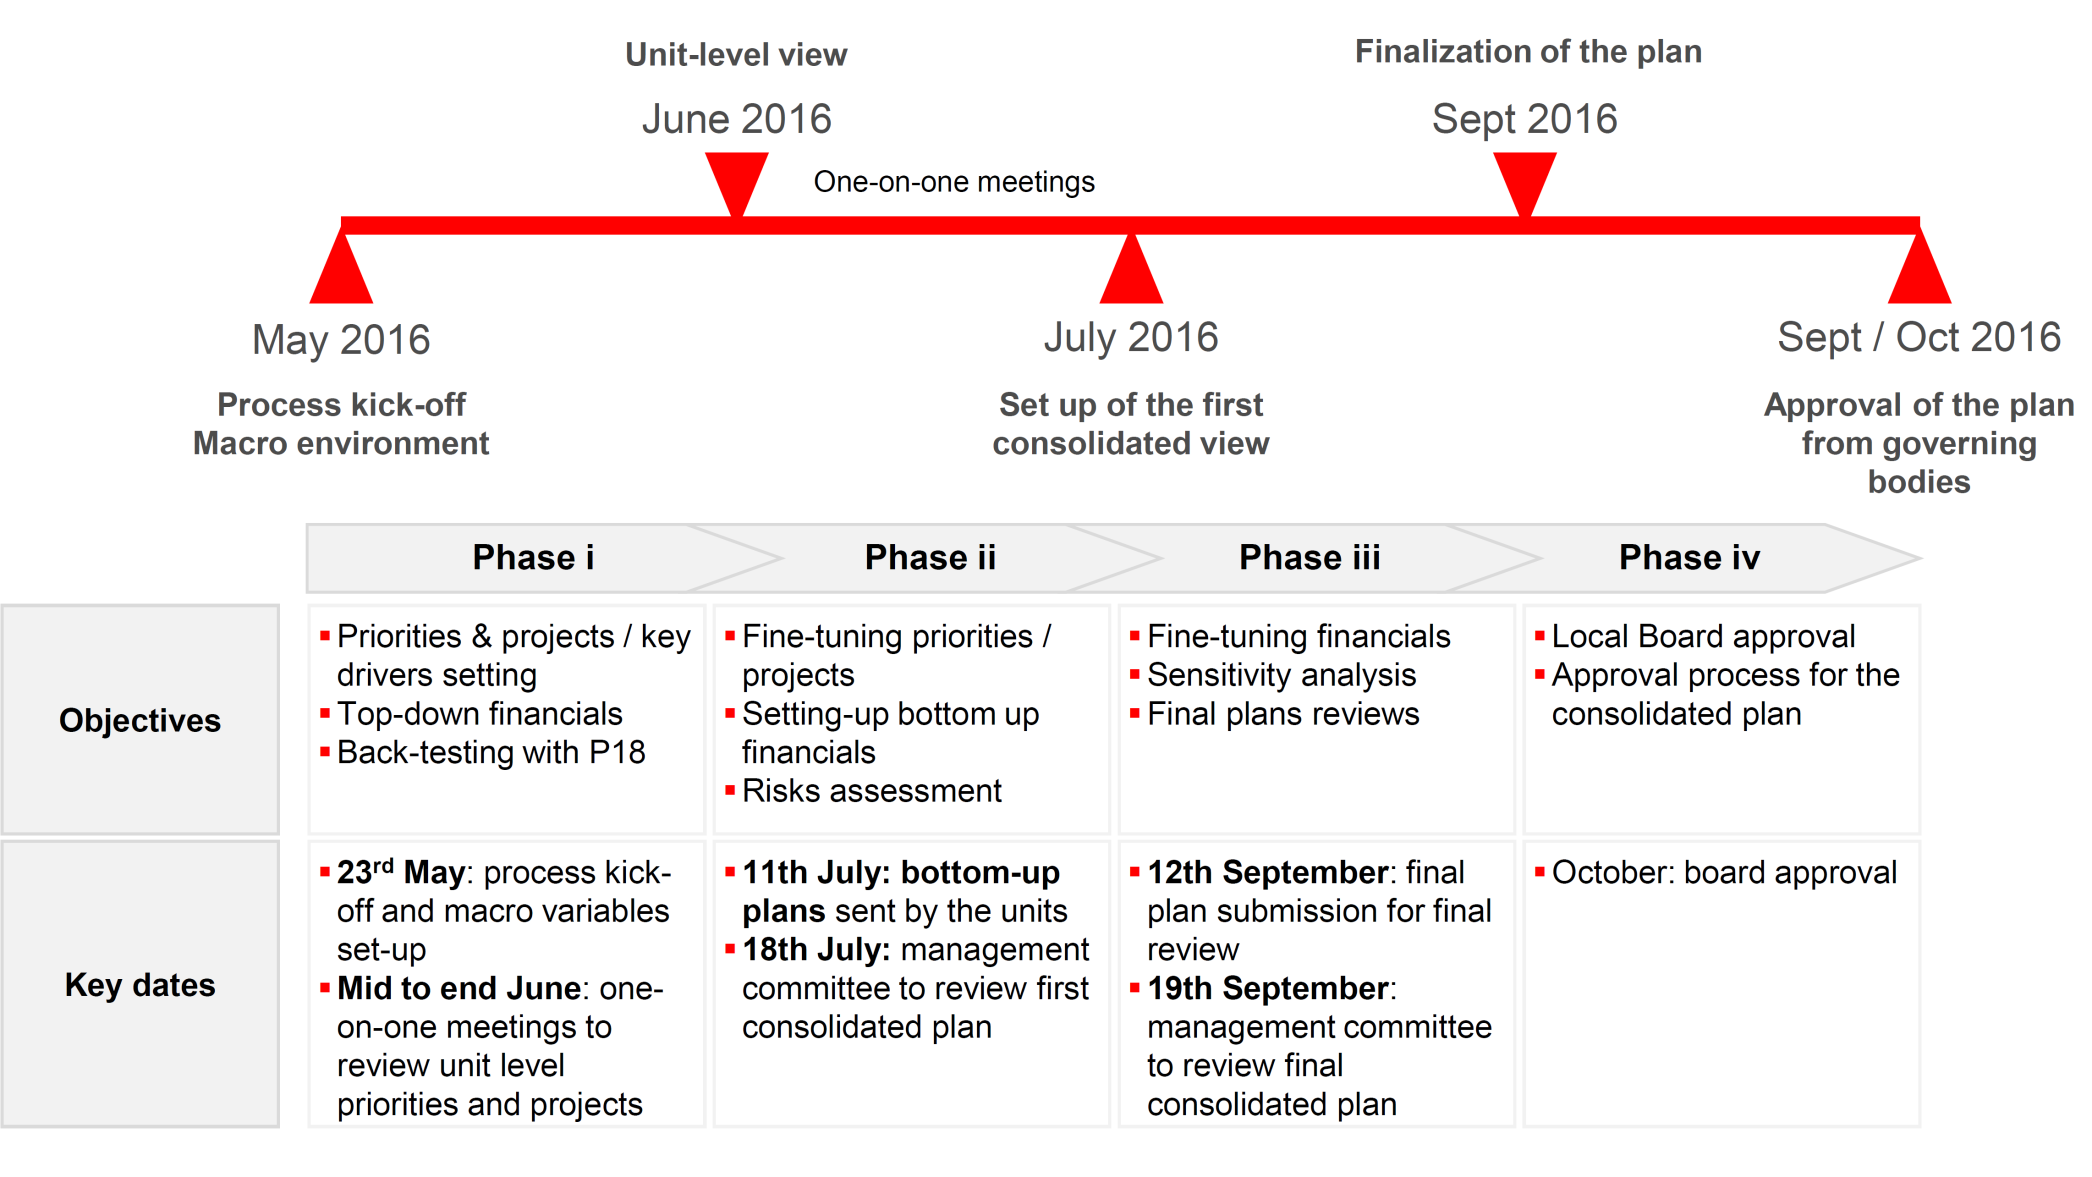 Unit-level view
Finalization of the plan
June 2016
Sept 2016
One-on-one meetings
May 2016
July 2016
Sept / Oct 2016
Process kick-off
Macro environment
Set up of the first
consolidated view
Approval of the plan
from governing
bodies
Phase i
Phase ii
Phase iii
Phase iv
Objectives
Priorities & projects / key
drivers setting
Top-down financials
Back-testing with P18
Fine-tuning priorities /
projects
Setting-up bottom up
financials
Risks assessment
Fine-tuning financials
Sensitivity analysis
Final plans reviews
Local Board approval
Approval process for the
consolidated plan
Key dates
23rd May: process kick-
off and macro variables
set-up
Mid to end June: one-
on-one meetings to
review unit level
priorities and projects
11th July: bottom-up
plans sent by the units
18th July: management
committee to review first
consolidated plan
12th September: final
plan submission for final
review
19th September:
management committee
to review final
consolidated plan
October: board approval